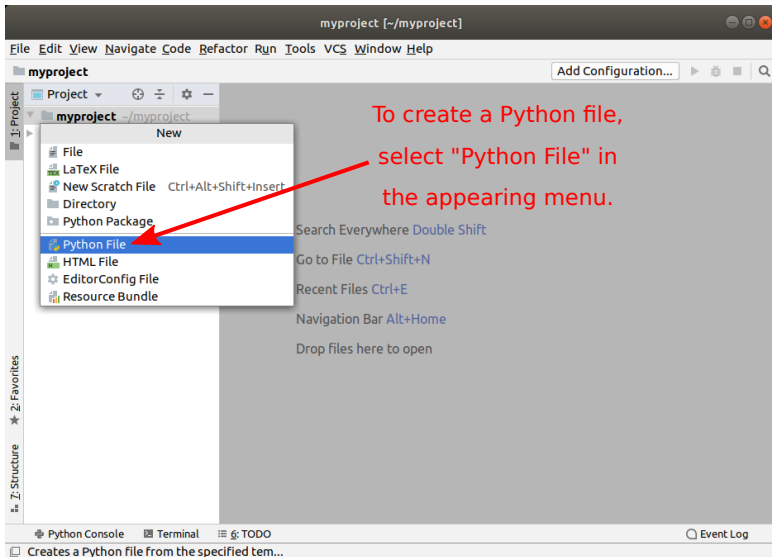 myproject [~/myproject]
File Edit View Navigate Code Refactor Run Tools VCS Window Help
myproject
Add Configuration...
1: Project
Project
myproject ~/myproject
New
File
LaTeX File
New Scratch File Ctrl+Alt+Shift+Insert
Directory
Python Package
Python File
HTML File
EditorConfig File
Resource Bundle
To create a Python file,
select "Python File" in
the appearing menu.
Search Everywhere Double Shift
Go to File Ctrl+Shift+N
Recent Files Ctrl+E
Navigation Bar Alt+Home
Drop files here to open
2: Favorites
7: Structure
Python Console Terminal 6: TODO Event Log
Creates a Python file from the specified tem...